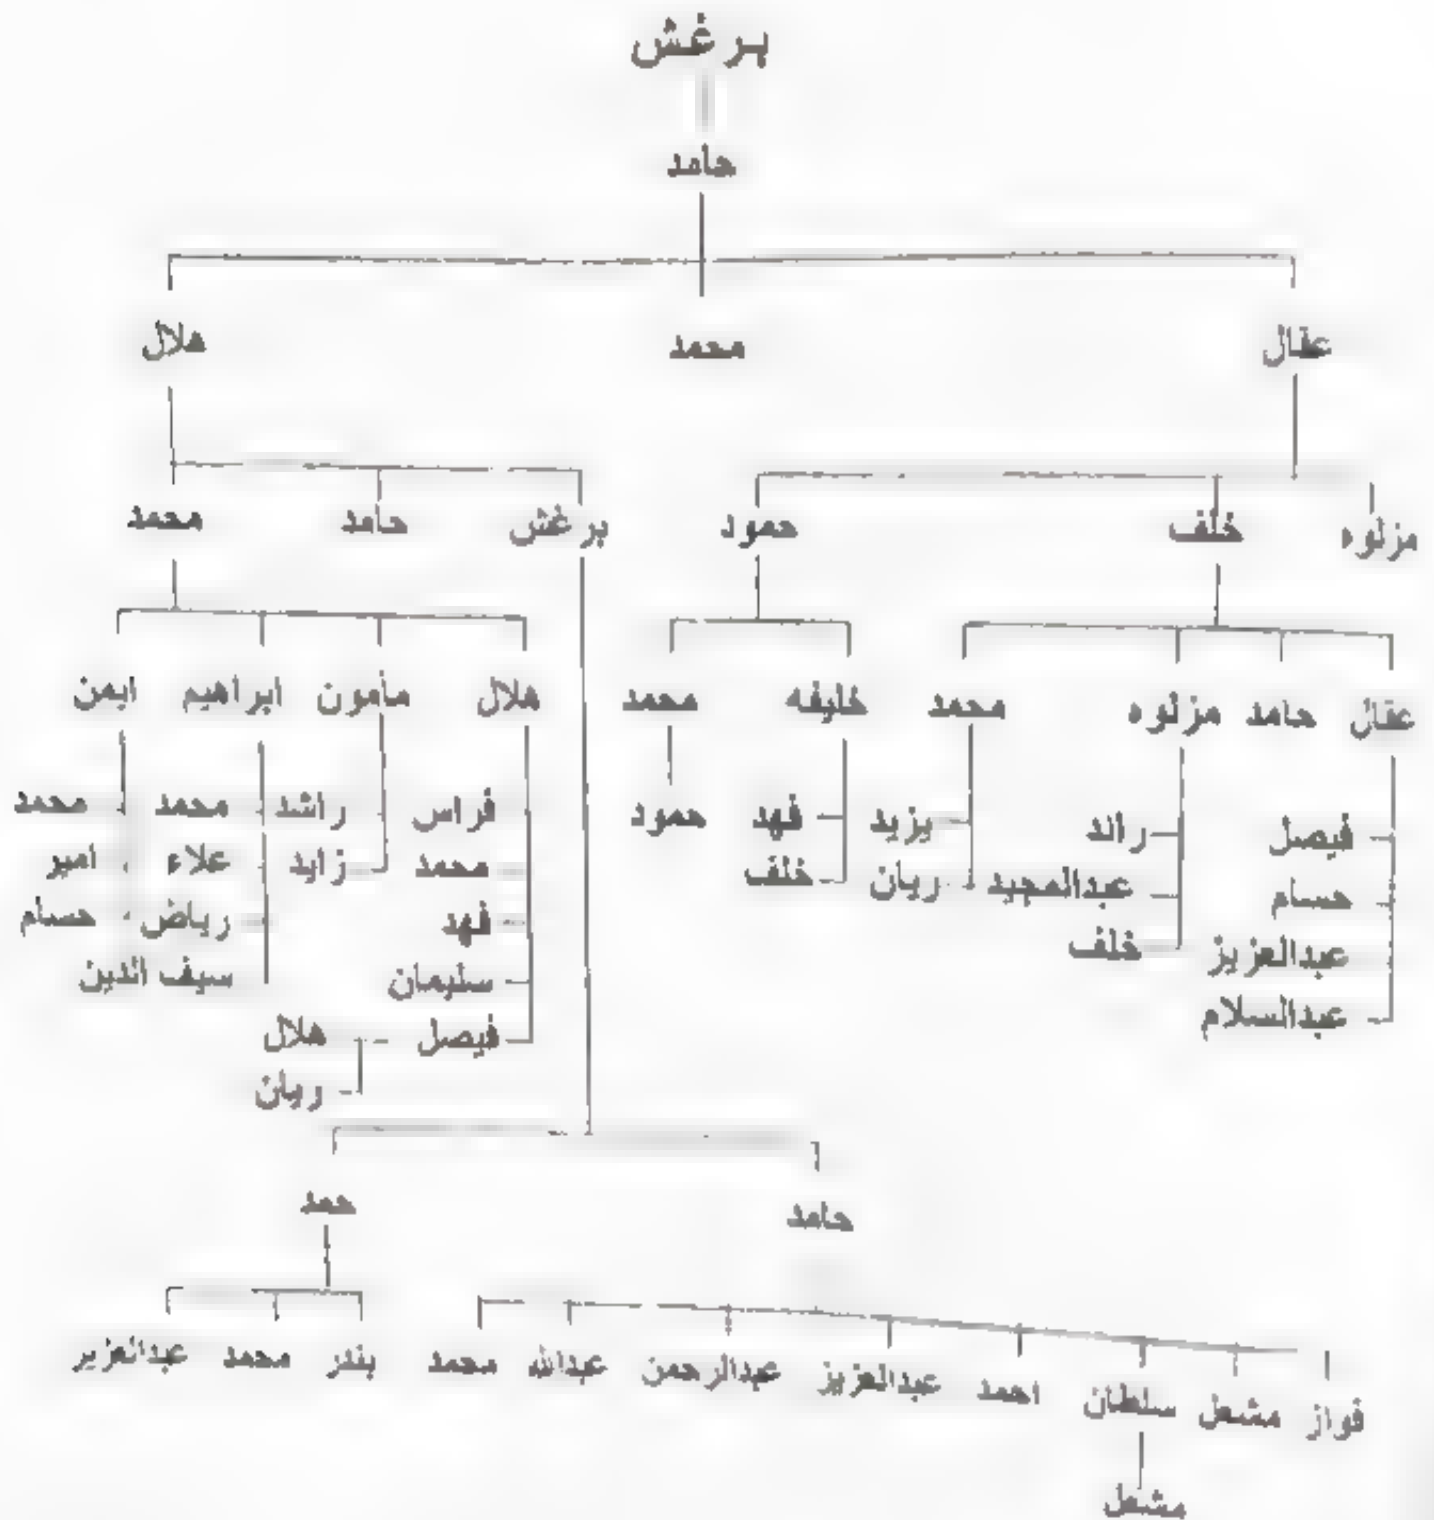 برغش
حامد
عقال محمد هلال
مزلوه خلف حمود برغش حامد محمد
عقال حامد مزلوه محمد خليفه محمد هلال مأمون ابراهيم ايمن
فيصل رائد يزيد فهد حمود فراس راشد محمد محمد
حسام عبدالمجيد ريان خلف محمد زايد علاء امير
عبدالعزيز خلف فهد رياض حسام
عبدالسلام سليمان سيف الدين
فيصل هلال
ريان
حامد حمد
فواز مشعل سلطان احمد عبدالعزيز عبدالرحمن عبدالله محمد بندر محمد عبدالعزيز
مشعل